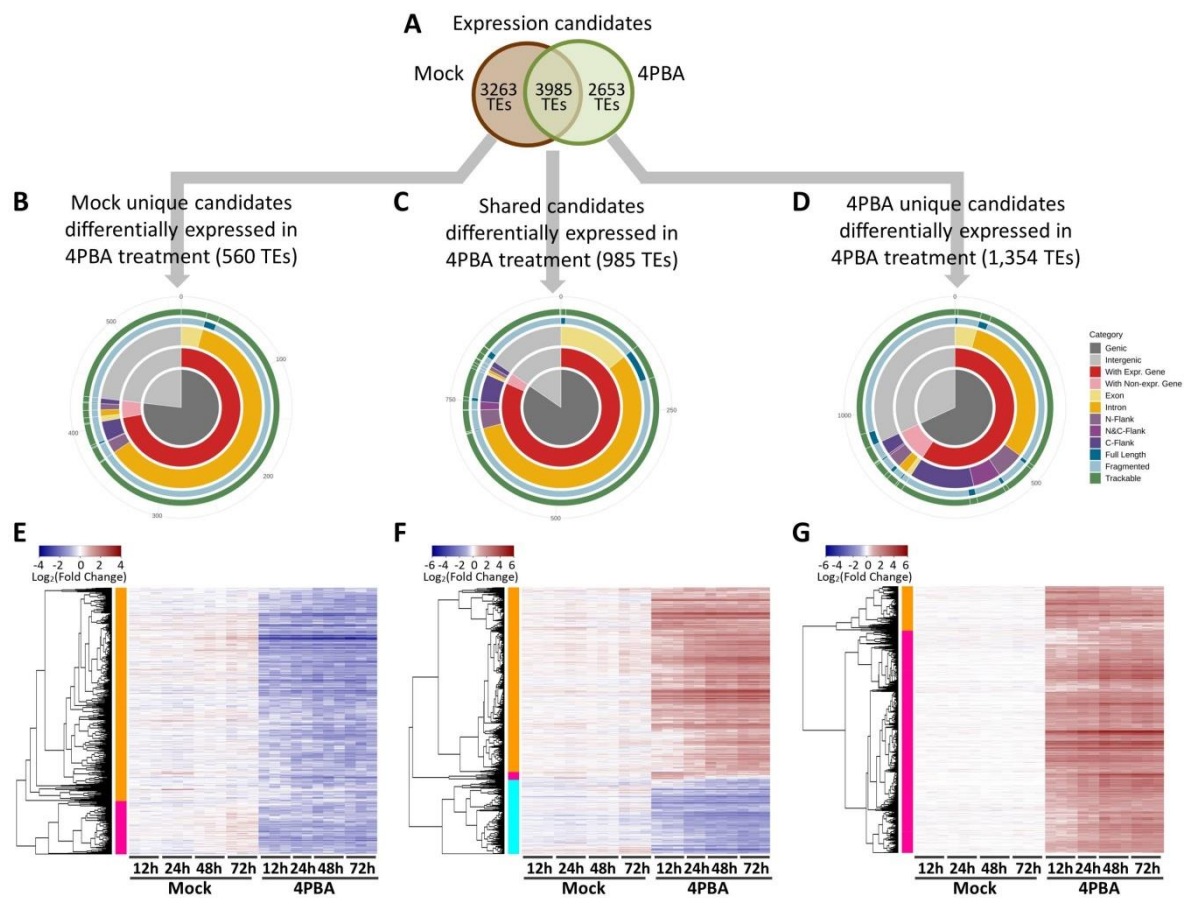 A
Expression candidates
Mock
4PBA
3263
TEs
3985
TEs
2653
TEs
B
Mock unique candidates
differentially expressed in
4PBA treatment (560 TEs)
C
Shared candidates
differentially expressed in
4PBA treatment (985 TEs)
D
4PBA unique candidates
differentially expressed in
4PBA treatment (1,354 TEs)
0
100
200
300
400
500
0
250
500
750
0
500
1000
Category
Genic
Intergenic
With Expr. Gene
With Non-expr. Gene
Exon
Intron
N-Flank
N&C-Flank
C-Flank
Full Length
Fragmented
Trackable
E
-4 -2 0 2 4
Log2(Fold Change)
12h 24h 48h 72h 12h 24h 48h 72h
Mock 4PBA
F
-6 -4 -2 0 2 4 6
Log2(Fold Change)
12h 24h 48h 72h 12h 24h 48h 72h
Mock 4PBA
G
-6 -4 -2 0 2 4 6
Log2(Fold Change)
12h 24h 48h 72h 12h 24h 48h 72h
Mock 4PBA